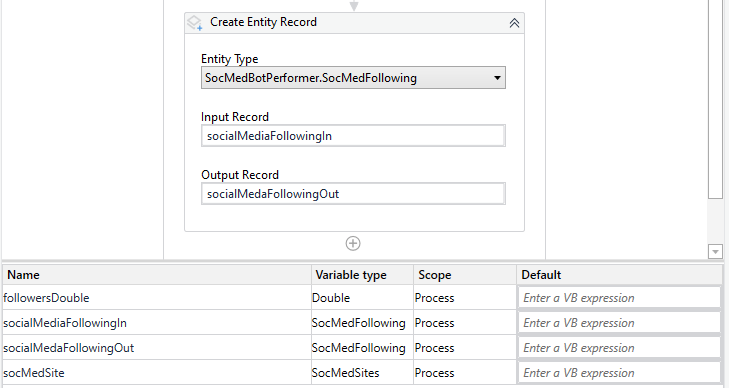 Create Entity Record
Entity Type
SocMedBotPerformer.SocMedFollowing
Input Record
socialMediaFollowingIn
Output Record
socialMedaFollowingOut
Name Variable type Scope Default
followersDouble Double Process Enter a VB expression
socialMediaFollowingIn SocMedFollowing Process Enter a VB expression
socialMedaFollowingOut SocMedFollowing Process Enter a VB expression
socMedSite SocMedSites Process Enter a VB expression